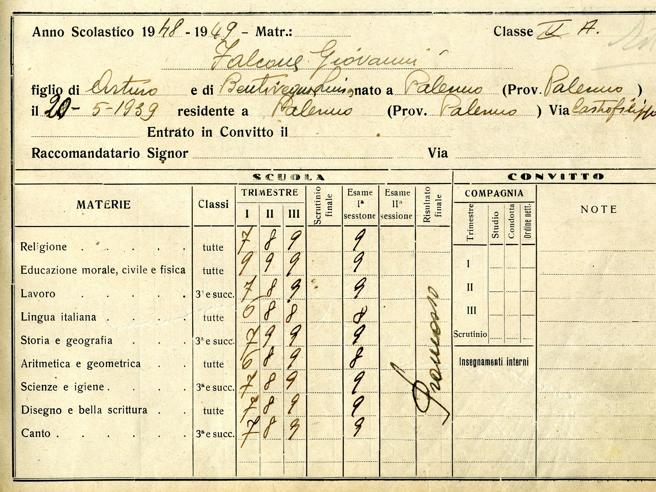 Anno Scolastico 1948 - 1949 - Matr.: Classe V A.
Falcone Giovanni
figlio di Arturo e di Bentivegna Luisa nato a Palermo (Prov. Palermo )
il 20 - 5 - 1939 residente a Palermo (Prov. Palermo ) Via Castrofilippo
Entrato in Convitto il
Raccomandatario Signor Via
SCUOLA CONVITTO
MATERIE Classi TRIMESTRE I II III Scrutinio finale Esame Iª sessione Esame IIª sessione Risultato finale COMPAGNIA Trimestre Studio Condotta Ordine nett. NOTE
Religione tutte 7 8 9 9 I
Educazione morale, civile e fisica tutte 9 9 9 9
Lavoro 3ª e succ. 7 8 9 9 II
Lingua italiana tutte 6 8 8 8 III
Storia e geografia 3ª e succ. 7 9 9 9 Scrutinio
Aritmetica e geometrica tutte 6 8 9 8 Insegnamenti interni
Scienze e igiene 3ª e succ. 7 8 9 9
Disegno e bella scrittura tutte 7 8 9 9
Canto 3ª e succ. 7 8 9 9
Promosso